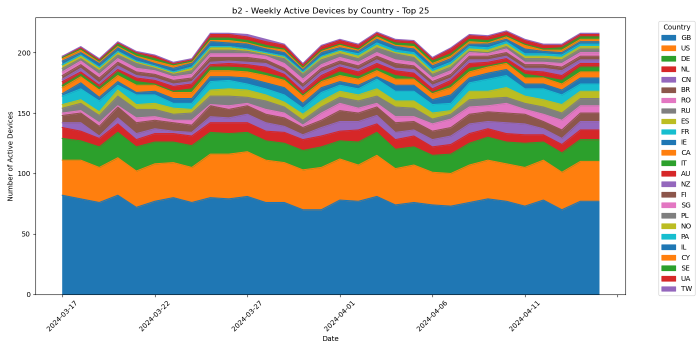 b2 - Weekly Active Devices by Country - Top 25
Number of Active Devices
200
150
100
50
0
2024-03-17
2024-03-22
2024-03-27
2024-04-01
2024-04-06
2024-04-11
Date
Country
GB
US
DE
NL
CN
BR
RO
RU
ES
FR
IE
CA
IT
AU
NZ
FI
SG
PL
NO
PA
IL
CY
SE
UA
TW